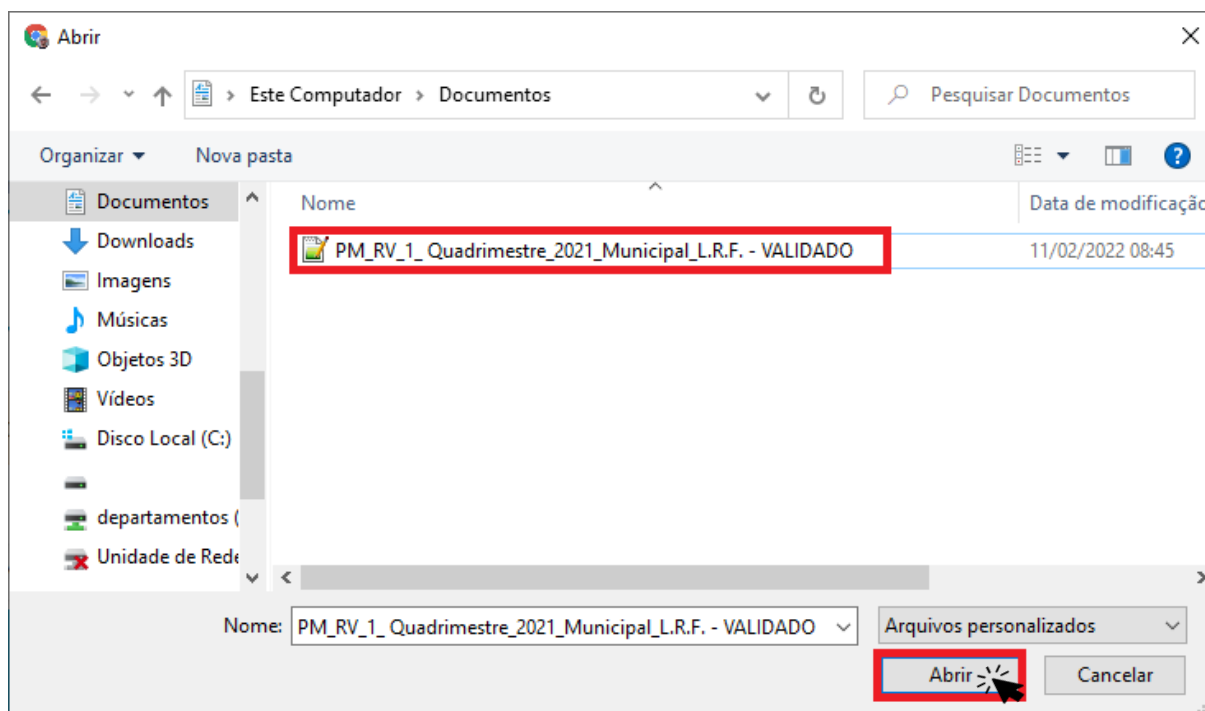 Abrir
Este Computador > Documentos
Pesquisar Documentos
Organizar
Nova pasta
?
Nome
Data de modificação
PM_RV_1_ Quadrimestre_2021_Municipal_L.R.F. - VALIDADO
11/02/2022 08:45
Documentos
Downloads
Imagens
Músicas
Objetos 3D
Vídeos
Disco Local (C:)
departamentos (
Unidade de Rede
Nome: PM_RV_1_ Quadrimestre_2021_Municipal_L.R.F. - VALIDADO
Arquivos personalizados
Abrir
Cancelar